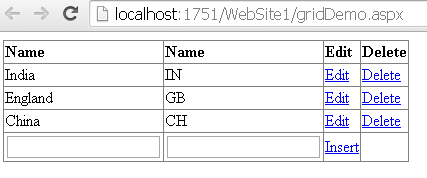 localhost:1751/WebSite1/gridDemo.aspx
Name Name Edit Delete
India IN Edit Delete
England GB Edit Delete
China CH Edit Delete
Insert